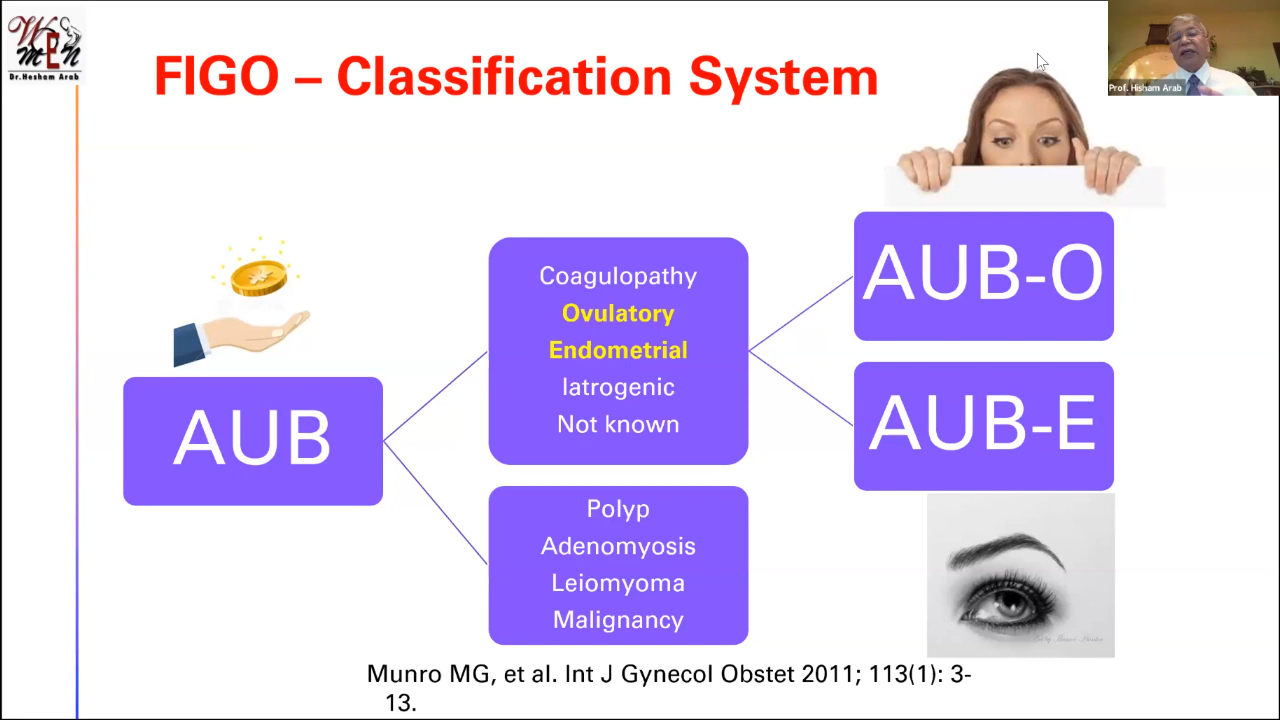 WOMEN
Dr.Hesham Arab
FIGO – Classification System
Prof. Hisham Arab
AUB
Coagulopathy
Ovulatory
Endometrial
Iatrogenic
Not known
Polyp
Adenomyosis
Leiomyoma
Malignancy
AUB-O
AUB-E
Munro MG, et al. Int J Gynecol Obstet 2011; 113(1): 3-
13.